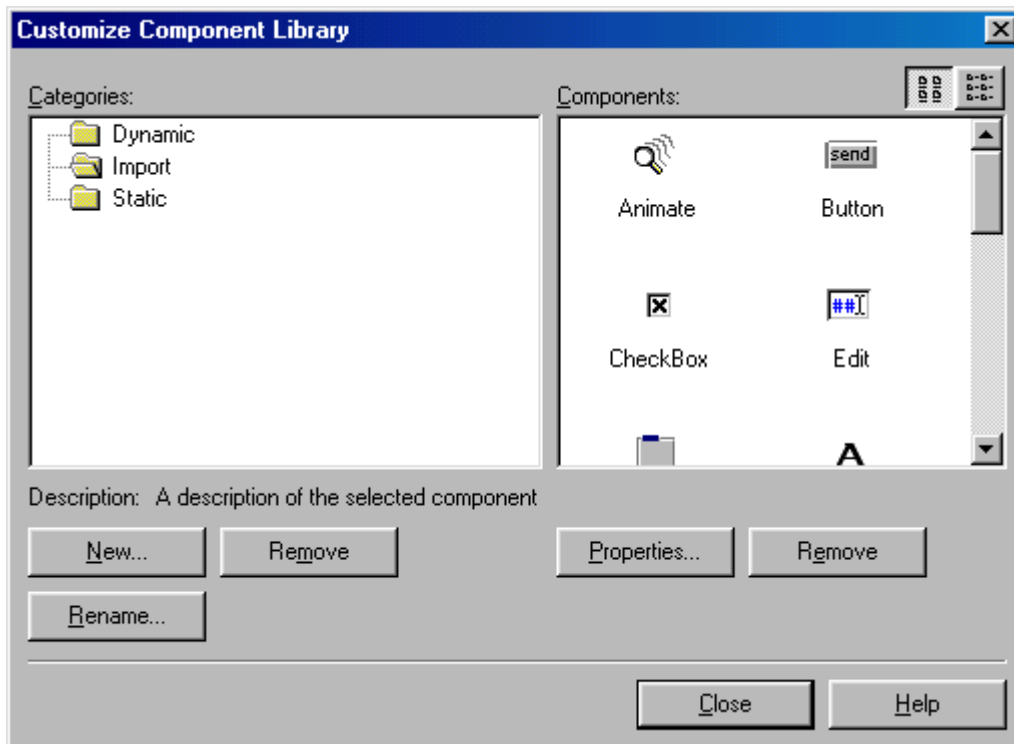 Customize Component Library
Categories:
Components:
Dynamic
Import
Static
send
Animate
Button
##
CheckBox
Edit
A
Description: A description of the selected component
New...
Remove
Properties...
Remove
Rename...
Close
Help